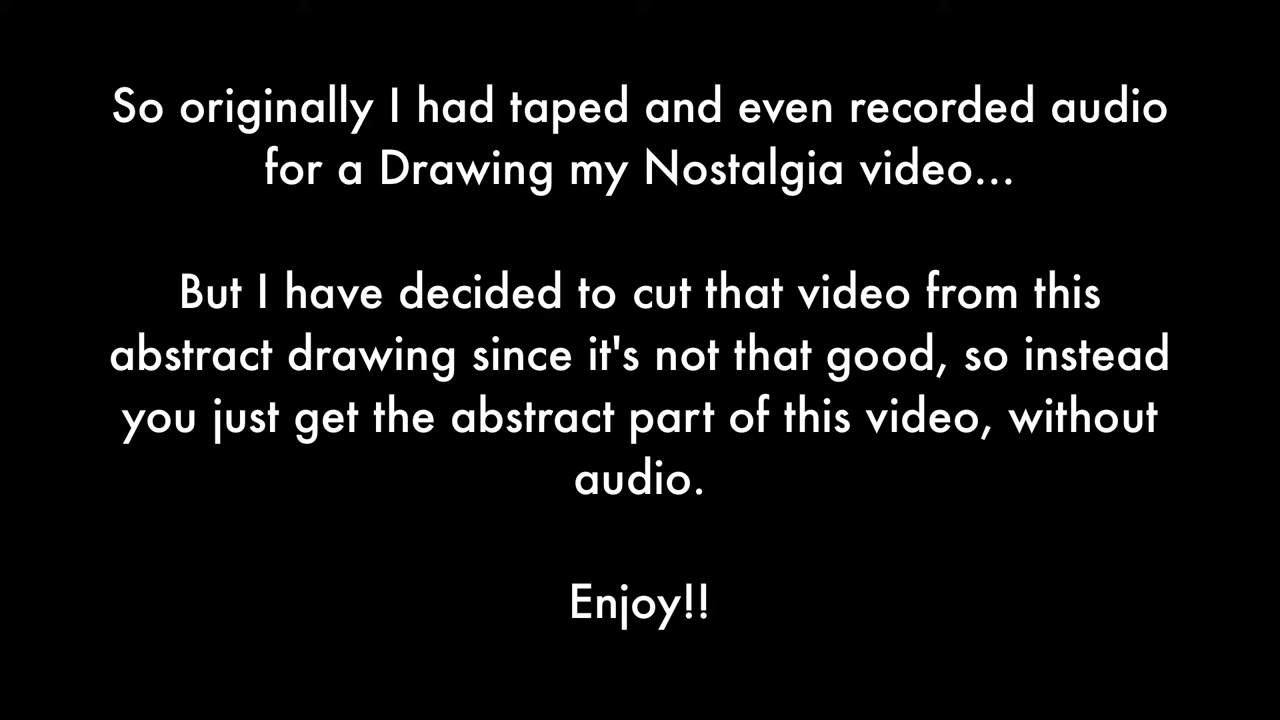 So originally I had taped and even recorded audio
for a Drawing my Nostalgia video...
But I have decided to cut that video from this
abstract drawing since it's not that good, so instead
you just get the abstract part of this video, without
audio.
Enjoy!!